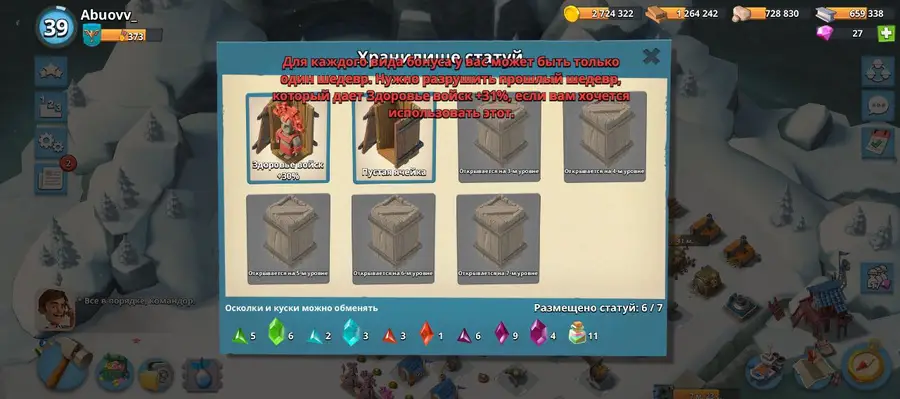 39
Abuovv_
373
2 724 322
1 264 242
728 830
659 338
27
Хранилище статуй
Для каждого вида бонуса у вас может быть только
один шедевр. Нужно разрушить прошлый шедевр,
который дает Здоровье войск +31%, если вам хочется
использовать этот.
Здоровье войск
+30%
Пустая ячейка
Открывается на 3-м уровне
Открывается на 4-м уровне
Открывается на 5-м уровне
Открывается на 6-м уровне
Открывается на 7-м уровне
2
Все в порядке, командор!
Осколки и куски можно обменять
Размещено статуй: 6 / 7
5
6
2
3
3
1
6
9
4
11